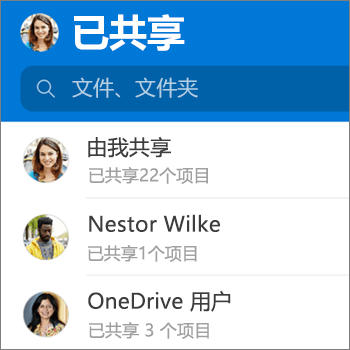 已共享
文件、文件夹
由我共享
已共享22个项目
Nestor Wilke
已共享1个项目
OneDrive 用户
已共享 3 个项目